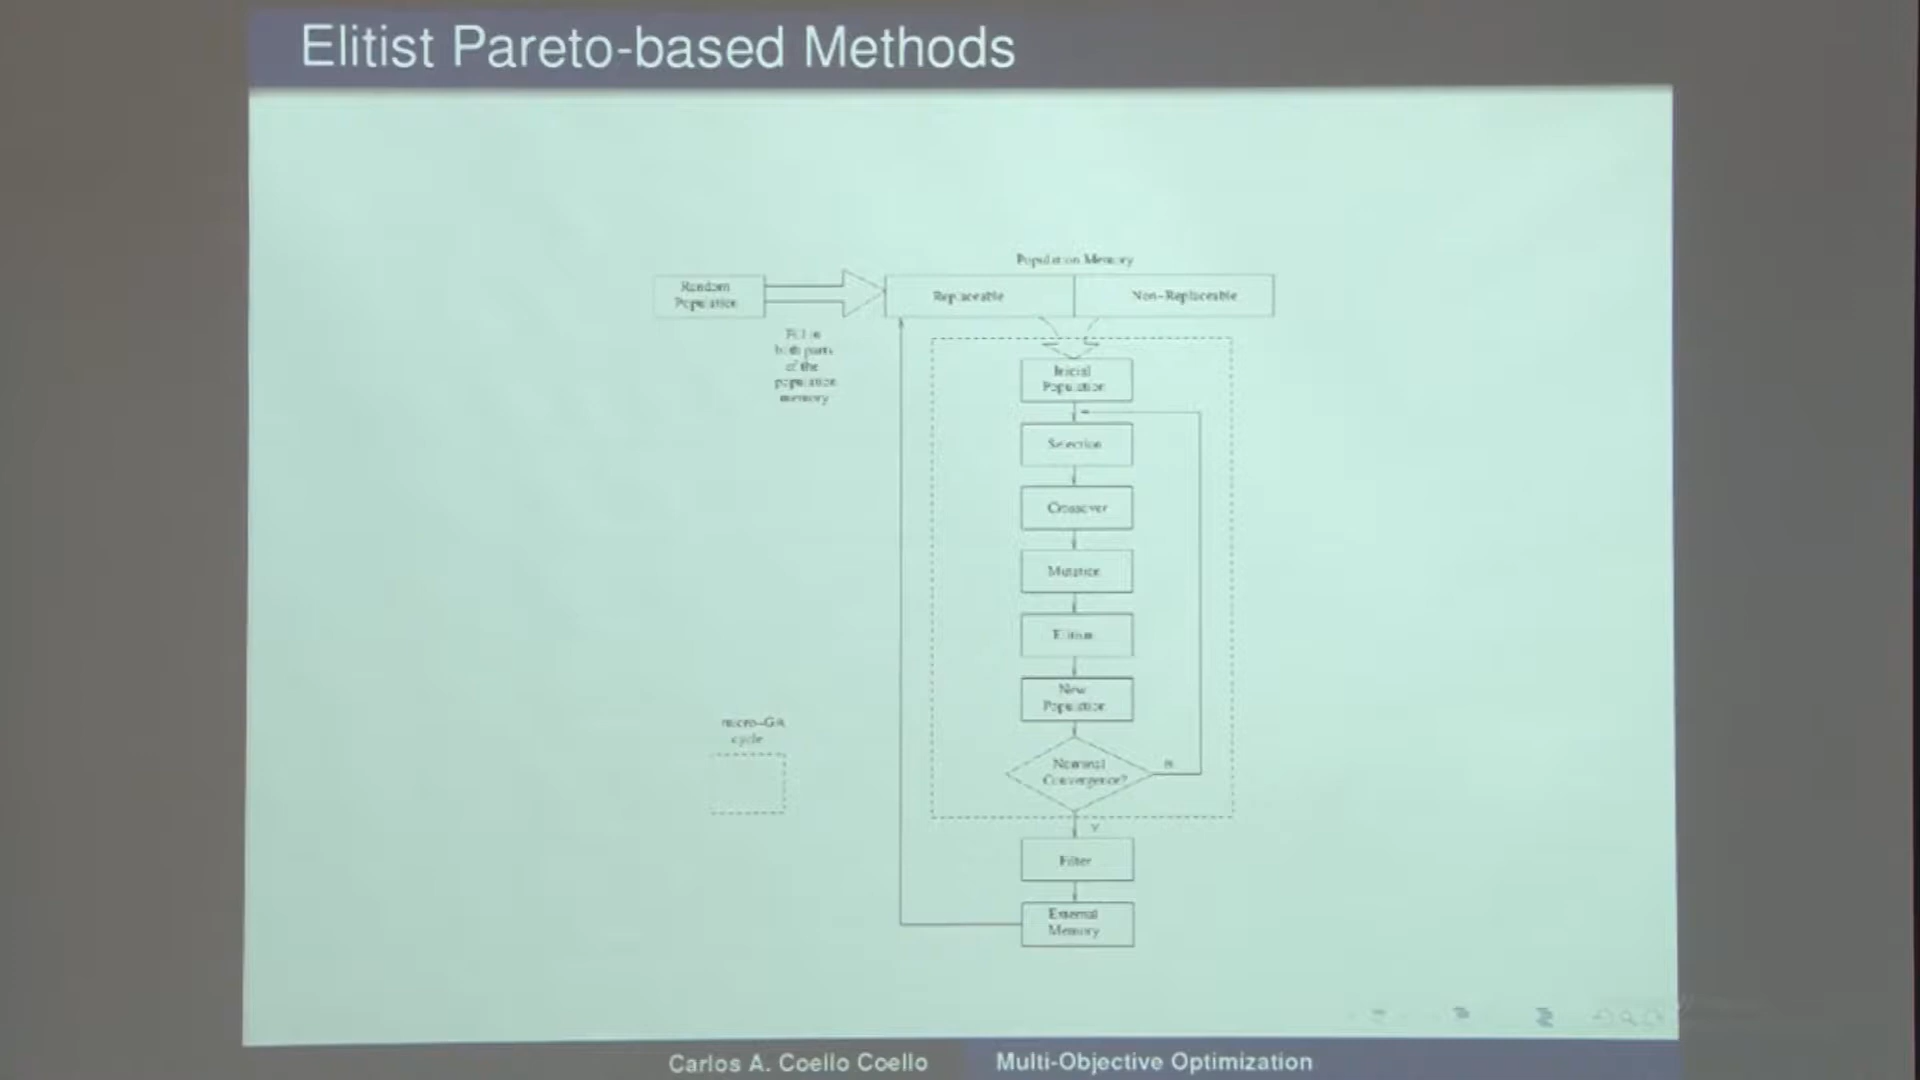 Elitist Pareto-based Methods
Population Memory
Random
Population
Replaceable
Non-Replaceable
Fill in
both parts
of the
population
memory
Inicial
Population
Selection
Crossover
Mutation
Elitism
New
Population
micro-GA
cycle
Nominal
Convergence?
N
Y
Filter
External
Memory
Carlos A. Coello Coello
Multi-Objective Optimization